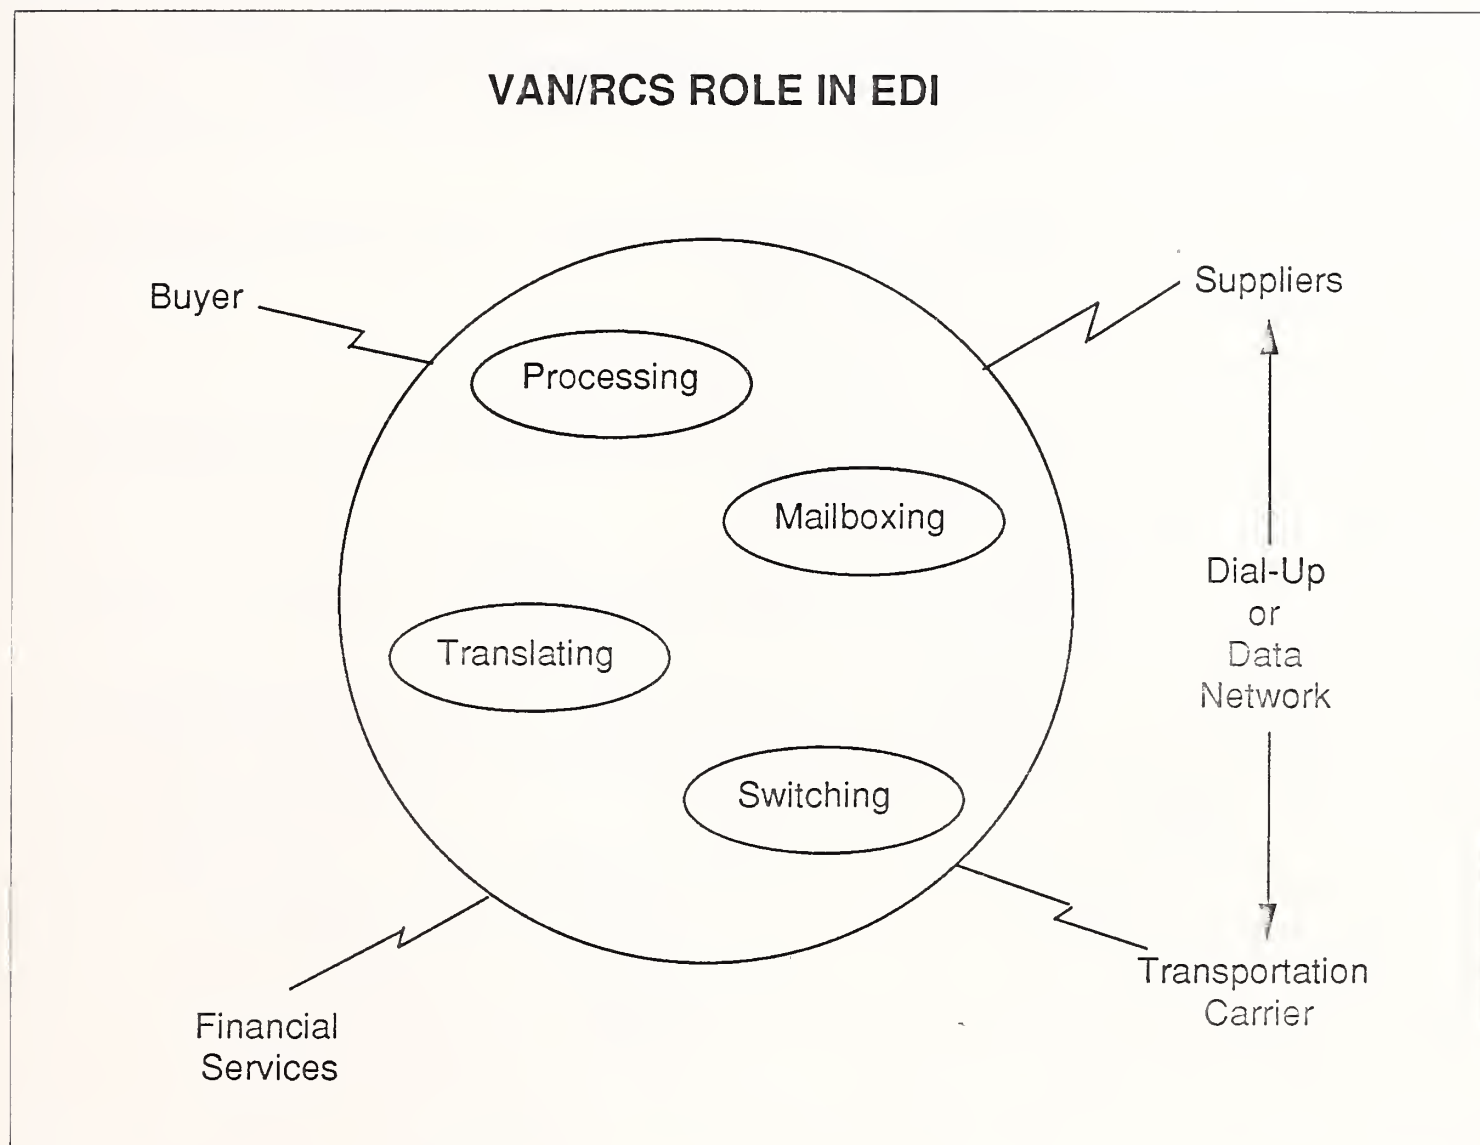 VAN/RCS ROLE IN EDI
Buyer
Suppliers
Processing
Mailboxing
Dial-Up
or
Data
Network
Translating
Switching
Transportation
Carrier
Financial
Services